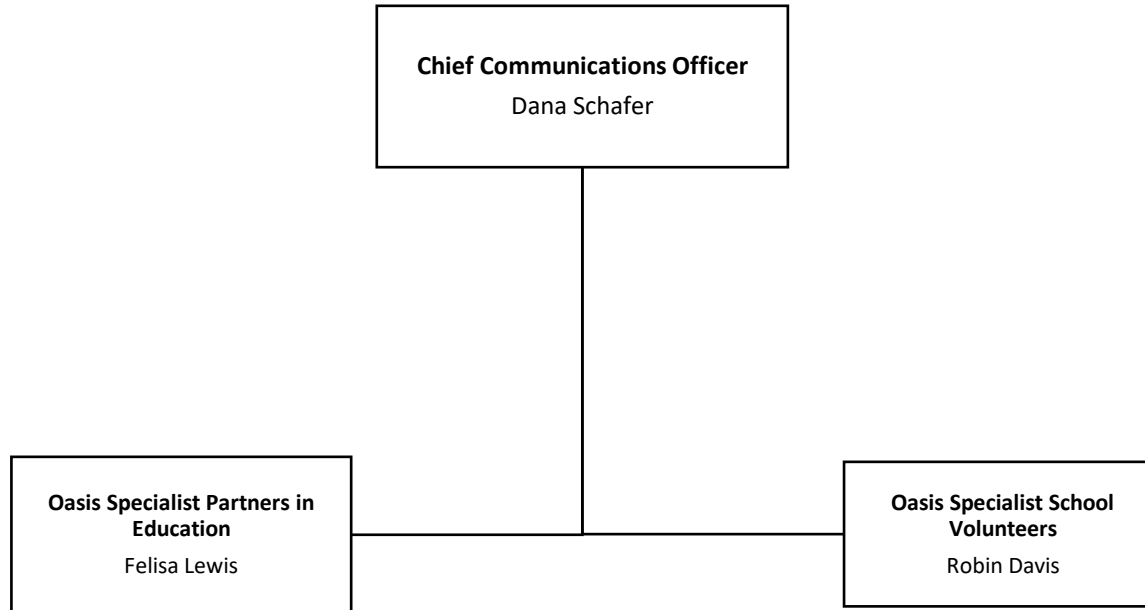 Chief Communications Officer
Dana Schafer
Oasis Specialist Partners in
Education
Felisa Lewis
Oasis Specialist School
Volunteers
Robin Davis